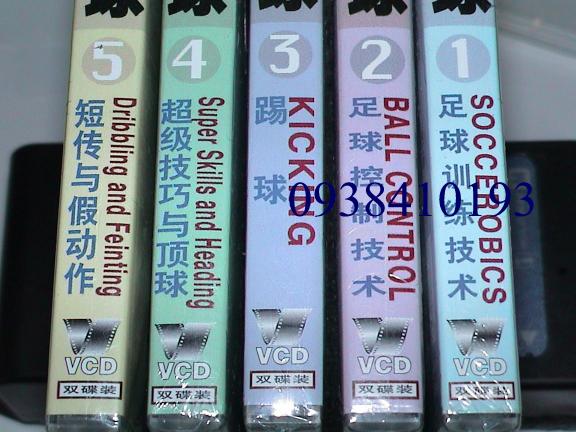 球
5
短传与假动作
Dribbling and Feinting
VCD
双碟装
球
4
超级技巧与顶球
Super Skills and Heading
VCD
双碟装
3
踢球
KICKING
VCD
双碟装
球
2
足球控制技术
BALL CONTROL
VCD
双碟装
球
1
足球训练技术
SOCCEROBICS
VCD
双碟装
0938410193